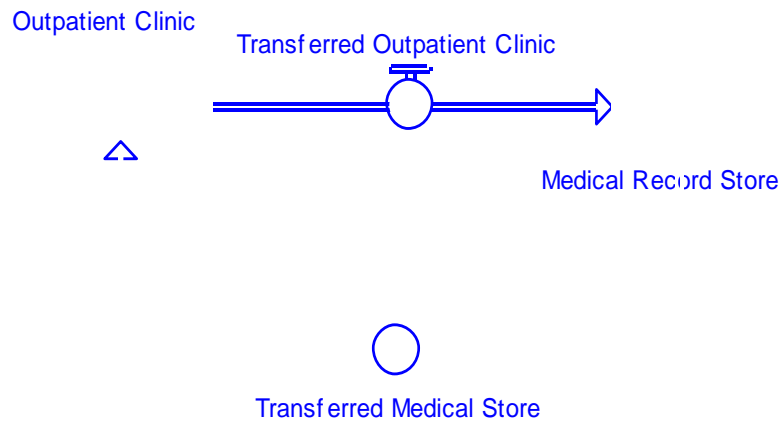 Outpatient Clinic
Transferred Outpatient Clinic
Medical Record Store
Transferred Medical Store